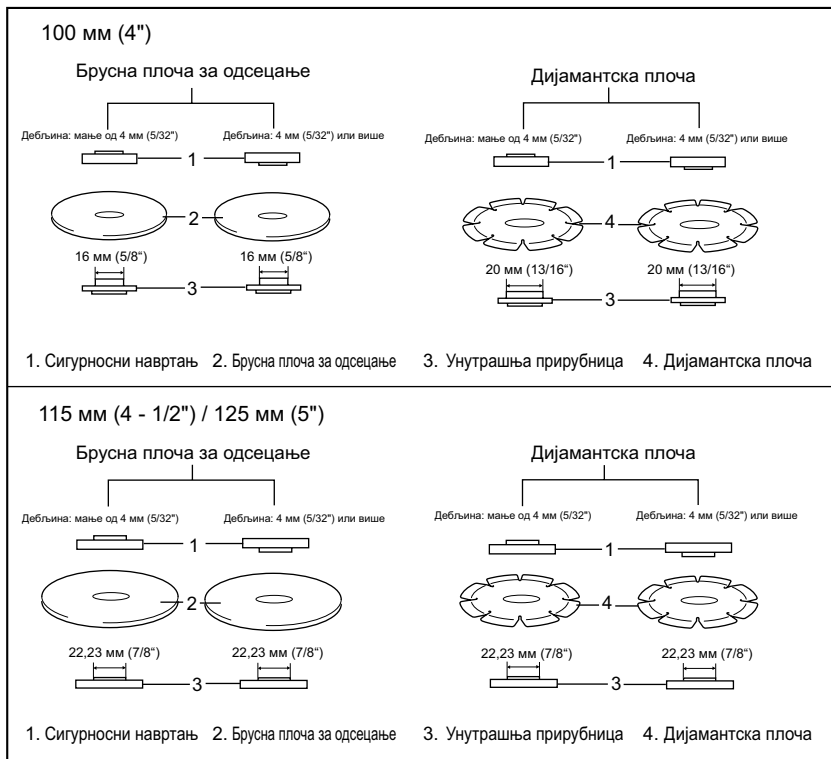 100 мм (4")
Брусна плоча за одсецање
Дијамантска плоча
Дебљина: мање од 4 мм (5/32") Дебљина: 4 мм (5/32") или више
Дебљина: мање од 4 мм (5/32") Дебљина: 4 мм (5/32") или више
1
1
2
4
16 мм (5/8“) 16 мм (5/8“)
20 мм (13/16“) 20 мм (13/16“)
3
3
1. Сигурносни навртањ 2. Брусна плоча за одсецање 3. Унутрашња прирубница 4. Дијамантска плоча
115 мм (4 - 1/2") / 125 мм (5")
Брусна плоча за одсецање
Дијамантска плоча
Дебљина: мање од 4 мм (5/32") Дебљина: 4 мм (5/32") или више
Дебљина: мање од 4 мм (5/32") Дебљина: 4 мм (5/32") или више
1
1
2
4
22,23 мм (7/8“) 22,23 мм (7/8“)
22,23 мм (7/8“) 22,23 мм (7/8“)
3
3
1. Сигурносни навртањ 2. Брусна плоча за одсецање 3. Унутрашња прирубница 4. Дијамантска плоча